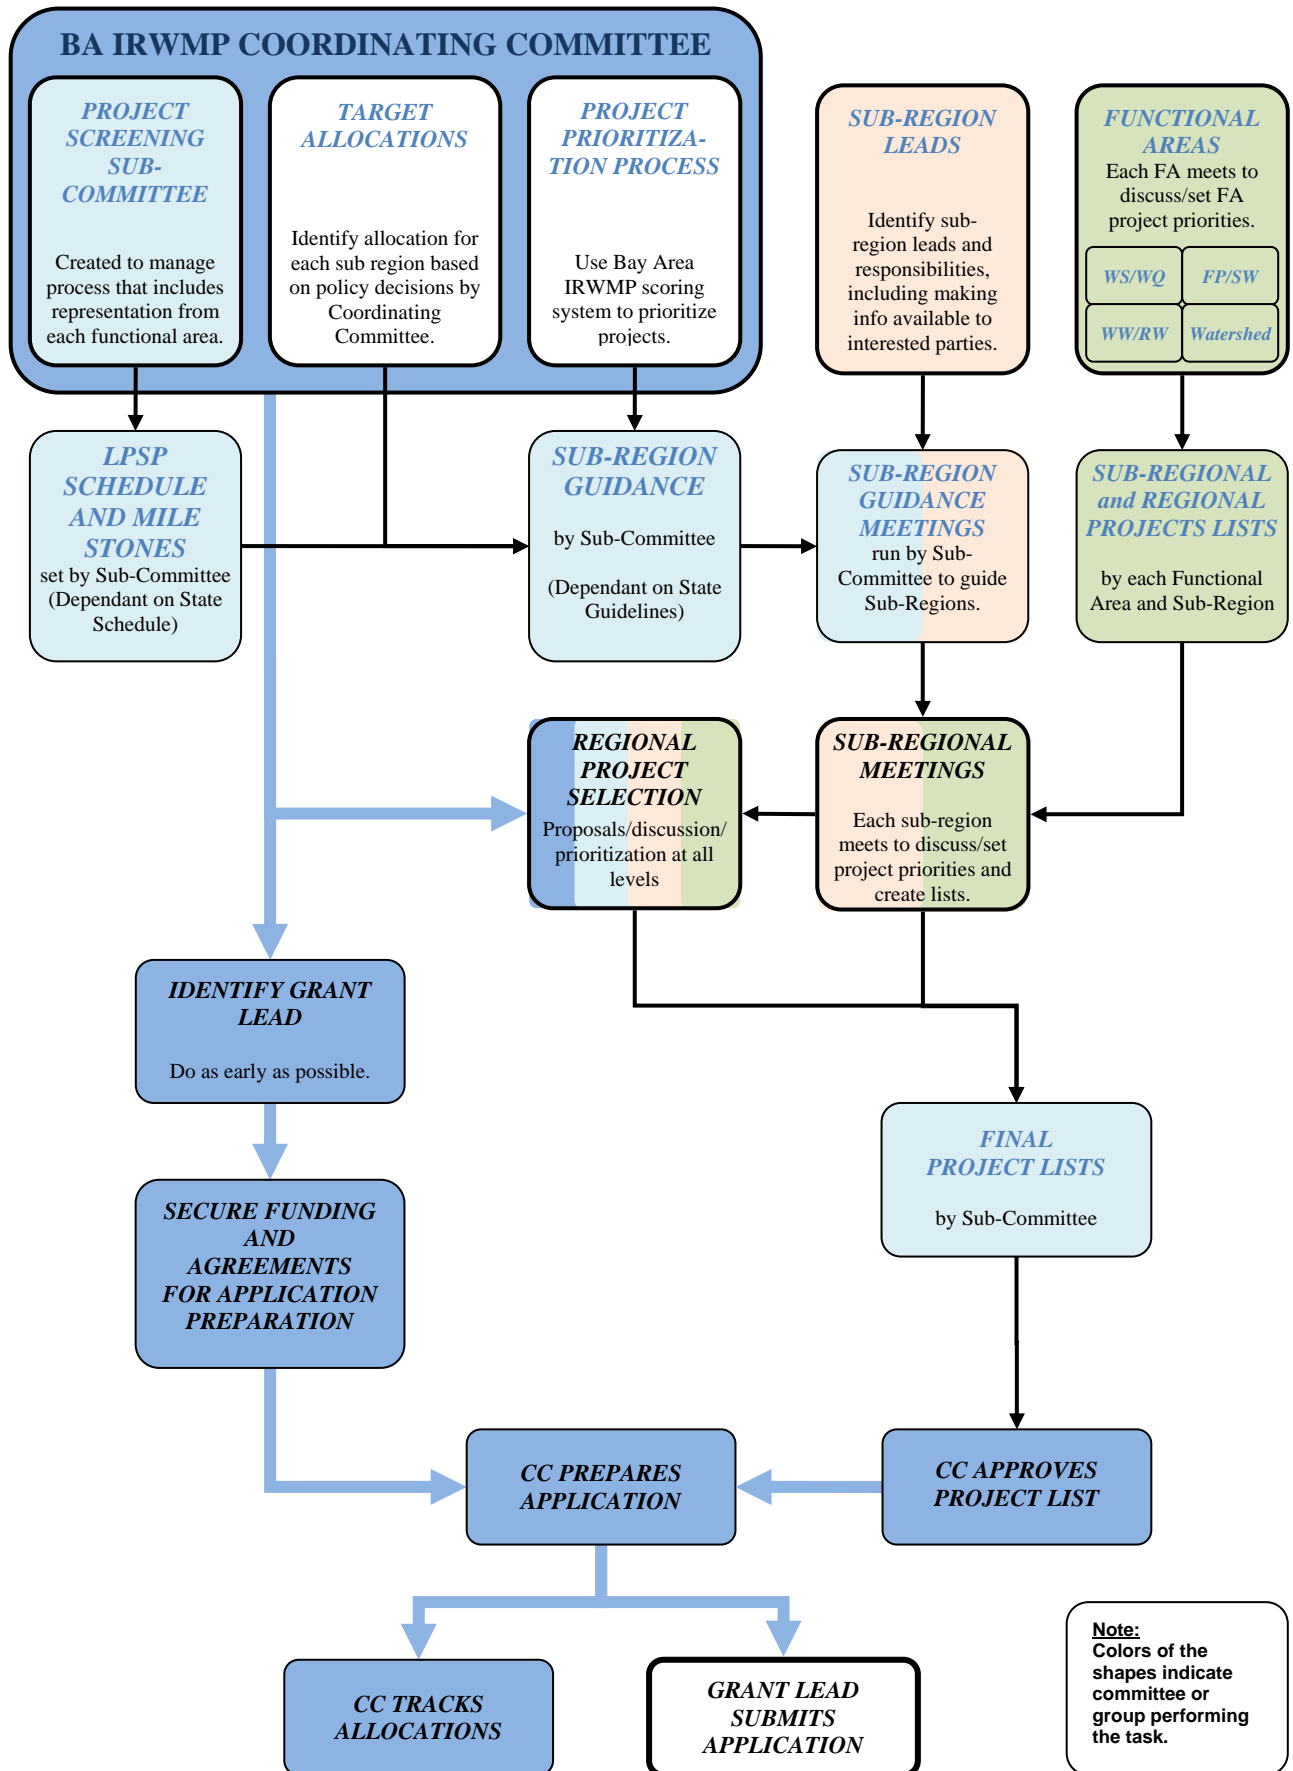 BA IRWMP COORDINATING COMMITTEE
PROJECT
SCREENING
SUB-
COMMITTEE
Created to manage
process that includes
representation from
each functional area.
TARGET
ALLOCATIONS
Identify allocation for
each sub region based
on policy decisions by
Coordinating
Committee.
PROJECT
PRIORITIZA-
TION PROCESS
Use Bay Area
IRWMP scoring
system to prioritize
projects.
SUB-REGION
LEADS
Identify sub-
region leads and
responsibilities,
including making
info available to
interested parties.
FUNCTIONAL
AREAS
Each FA meets to
discuss/set FA
project priorities.
WS/WQ
FP/SW
WW/RW
Watershed
LPSP
SCHEDULE
AND MILE
STONES
set by Sub-Committee
(Dependant on State
Schedule)
SUB-REGION
GUIDANCE
by Sub-Committee
(Dependant on State
Guidelines)
SUB-REGION
GUIDANCE
MEETINGS
run by Sub-
Committee to guide
Sub-Regions.
SUB-REGIONAL
and REGIONAL
PROJECTS LISTS
by each Functional
Area and Sub-Region
REGIONAL
PROJECT
SELECTION
Proposals/discussion/
prioritization at all
levels
SUB-REGIONAL
MEETINGS
Each sub-region
meets to discuss/set
project priorities and
create lists.
IDENTIFY GRANT
LEAD
Do as early as possible.
SECURE FUNDING
AND
AGREEMENTS
FOR APPLICATION
PREPARATION
FINAL
PROJECT LISTS
by Sub-Committee
CC PREPARES
APPLICATION
CC APPROVES
PROJECT LIST
CC TRACKS
ALLOCATIONS
GRANT LEAD
SUBMITS
APPLICATION
Note:
Colors of the
shapes indicate
committee or
group performing
the task.